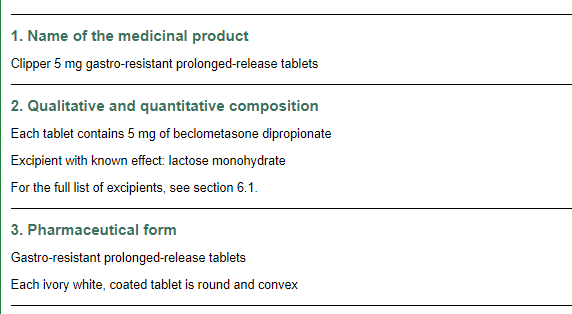 1. Name of the medicinal product
Clipper 5 mg gastro-resistant prolonged-release tablets
2. Qualitative and quantitative composition
Each tablet contains 5 mg of beclometasone dipropionate
Excipient with known effect: lactose monohydrate
For the full list of excipients, see section 6.1.
3. Pharmaceutical form
Gastro-resistant prolonged-release tablets
Each ivory white, coated tablet is round and convex